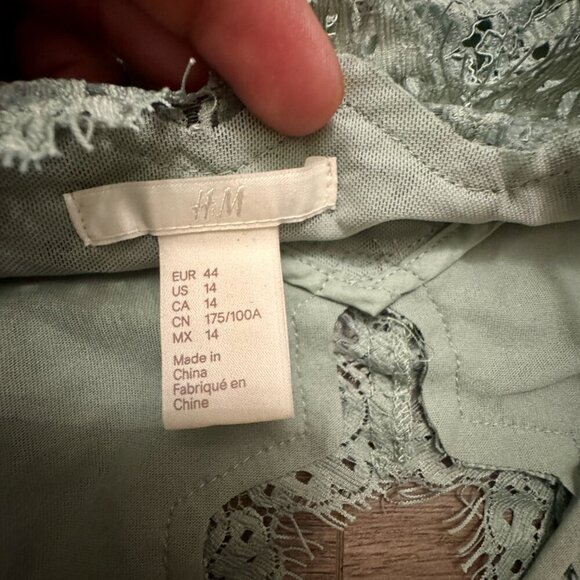 H&M
EUR 44
US 14
CA 14
CN 175/100A
MX 14
Made in
China
Fabriqué en
Chine